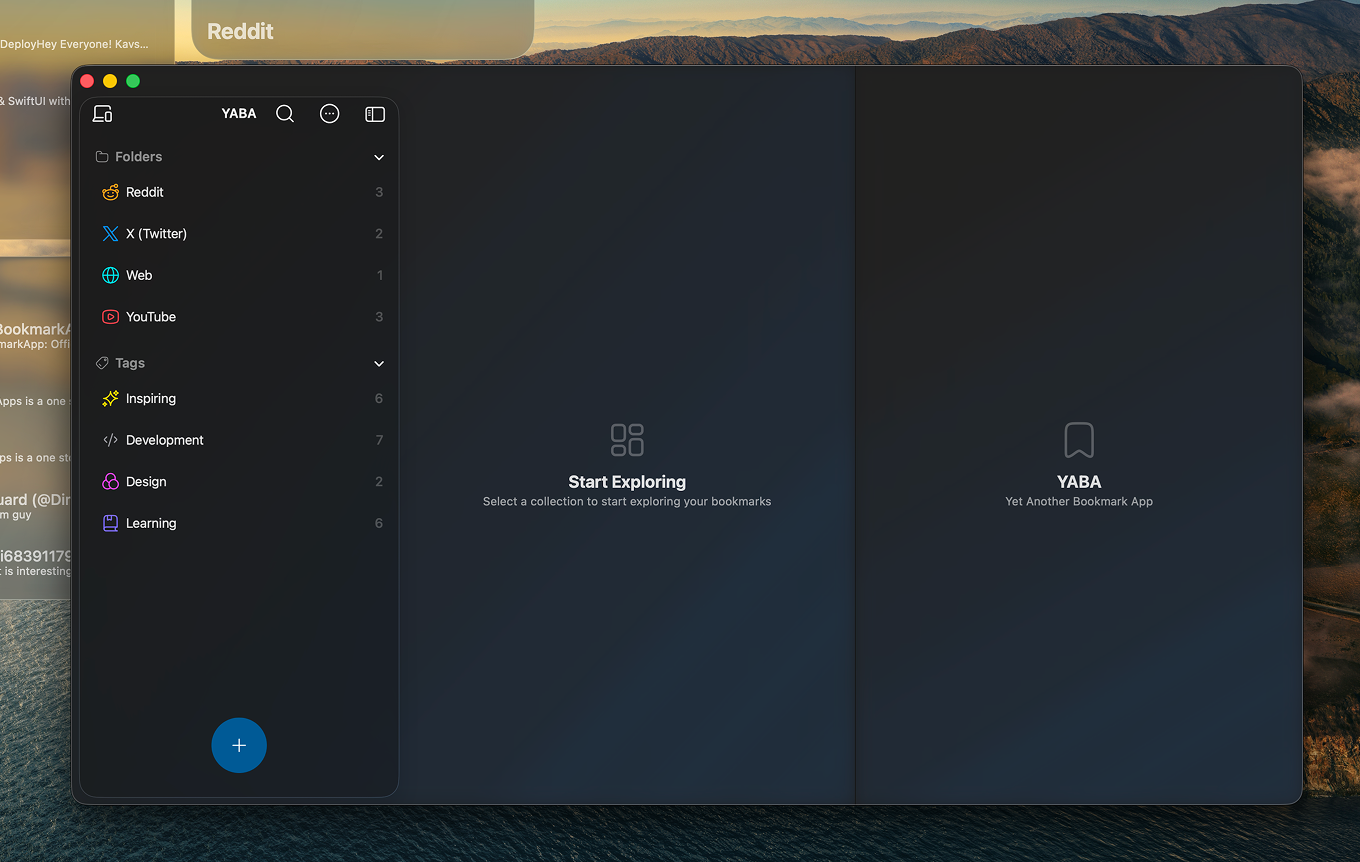 DeployHey Everyone! Kavs...
Reddit
& SwiftUI with
YABA
Folders
Reddit 3
X (Twitter) 2
Web 1
YouTube 3
Tags
Inspiring 6
Development 7
Design 2
Learning 6
Start Exploring
Select a collection to start exploring your bookmarks
YABA
Yet Another Bookmark App
BookmarkA
markApp: Offi
Apps is a one s
ps is a one ste
uard (@Dir
m guy
i68391179
t is interesting